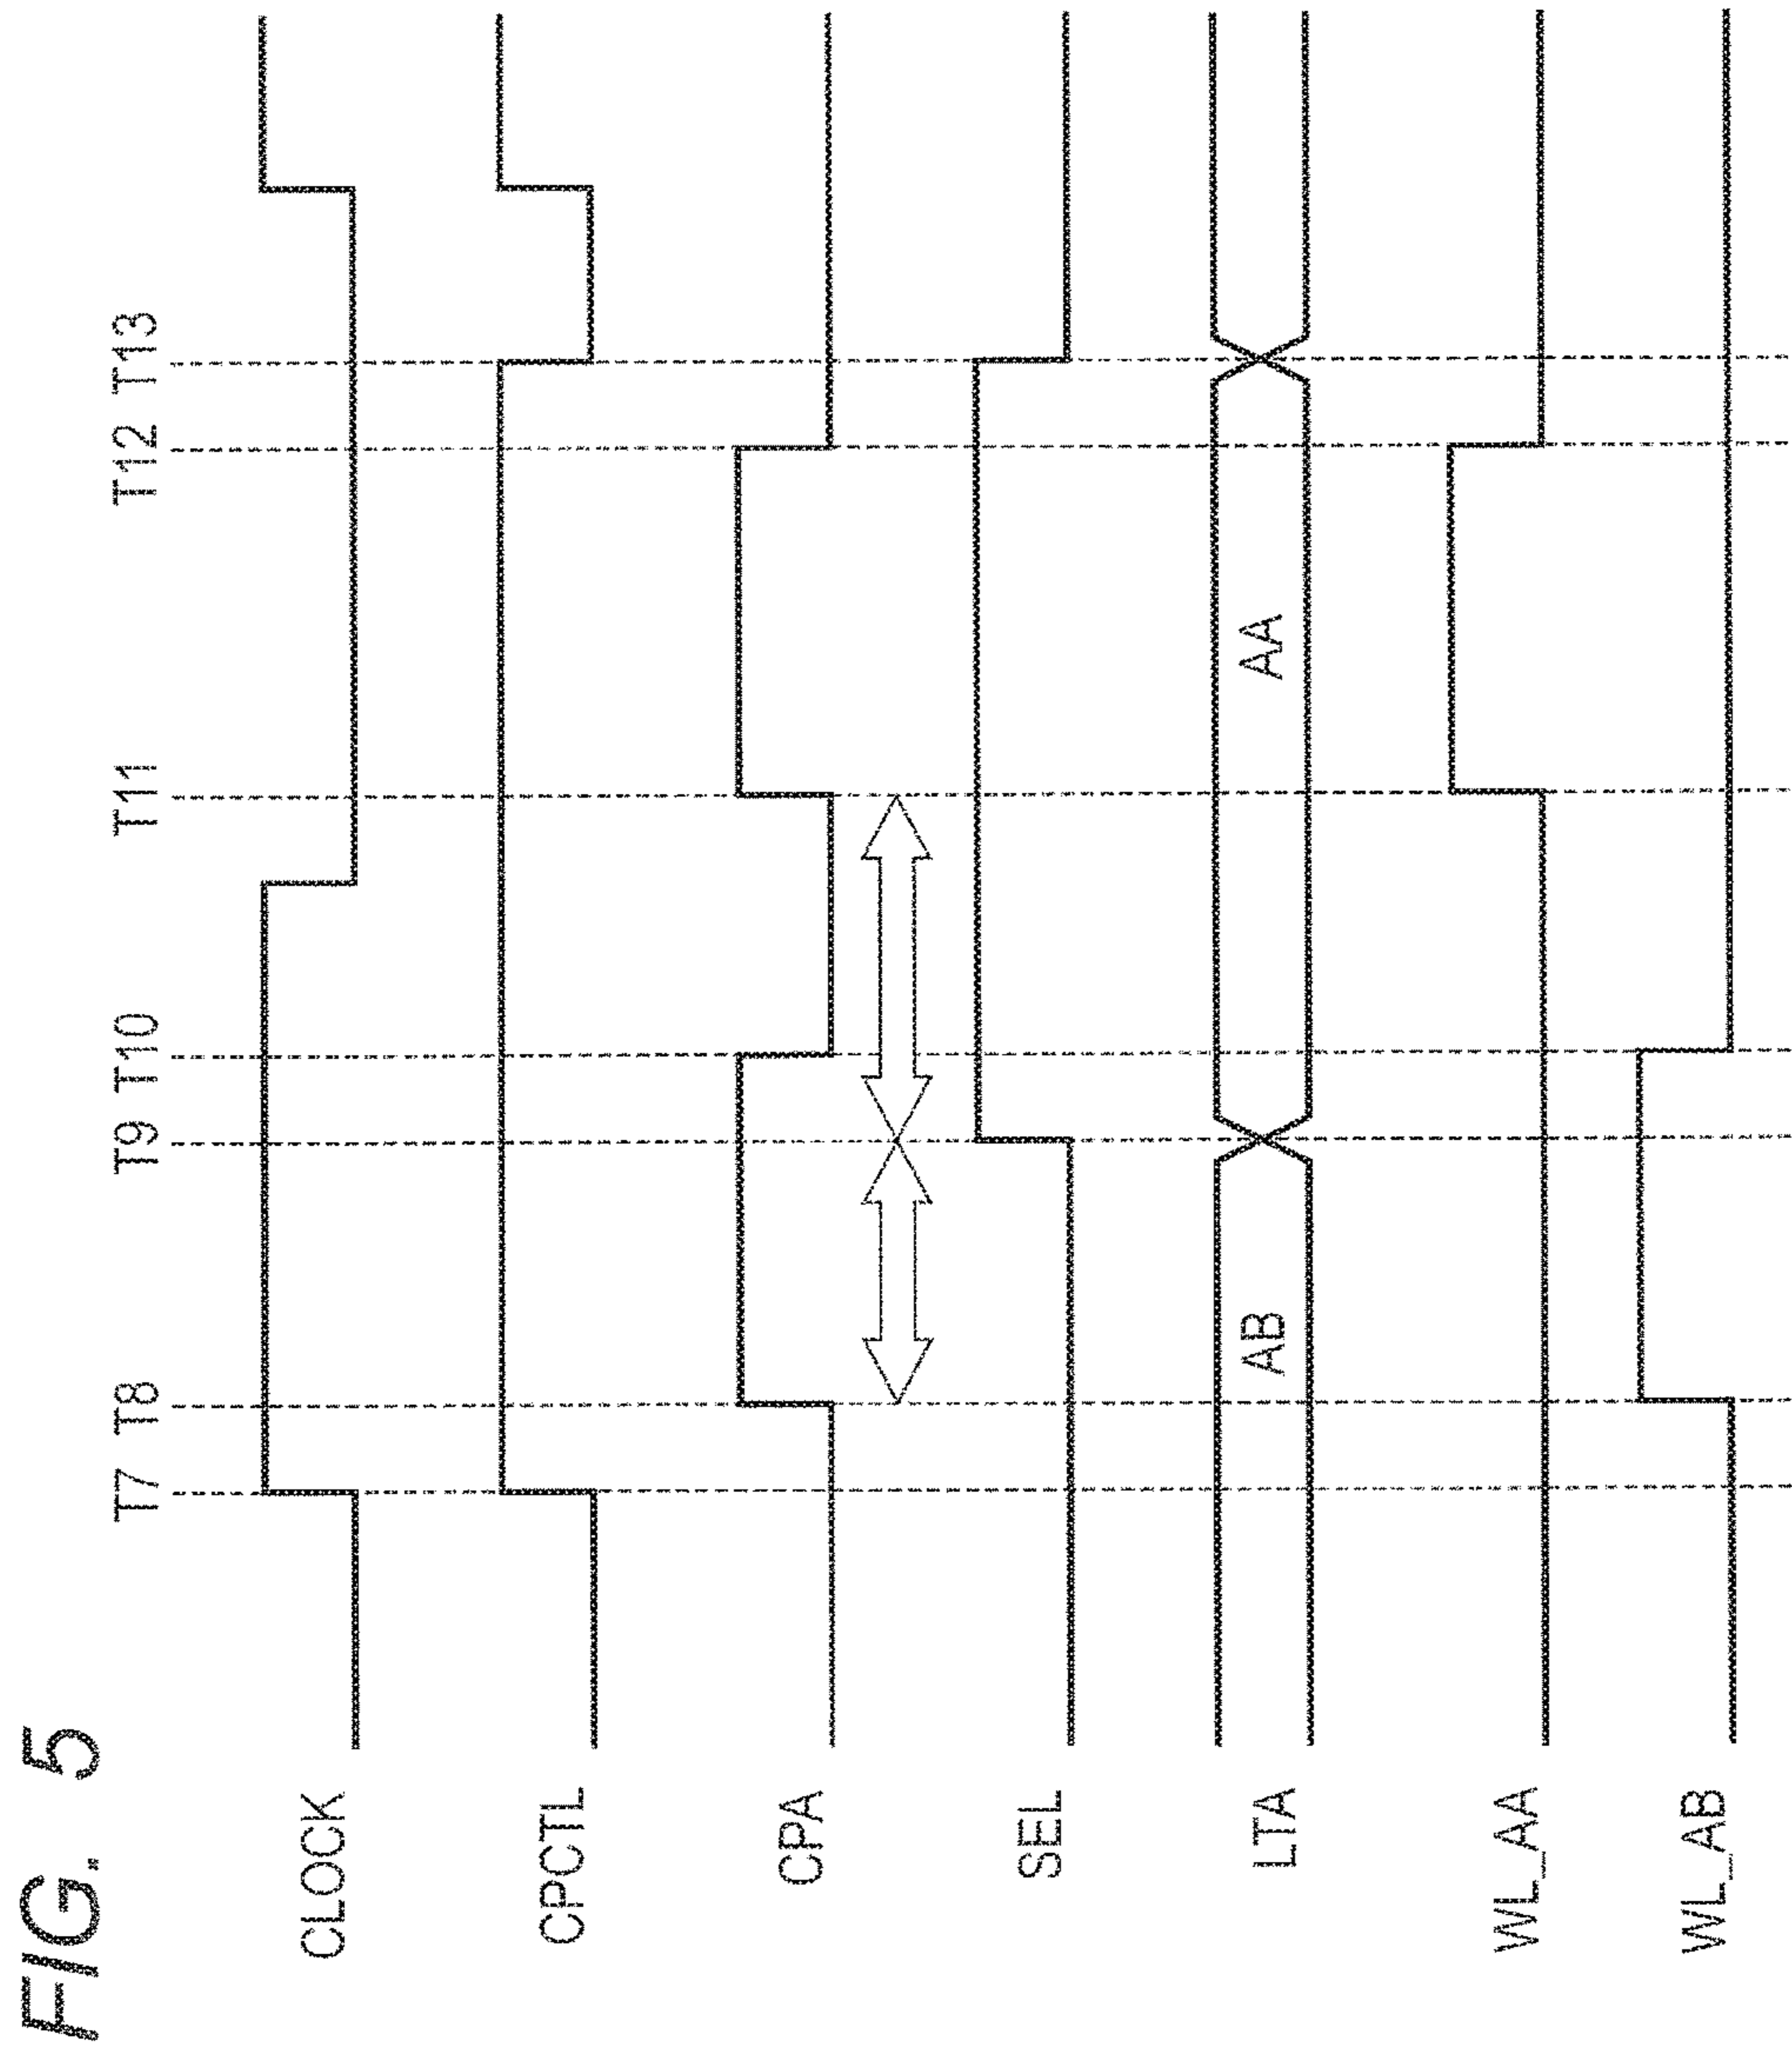 FIG. 5
T7 T8 T9 T10 T11 T12 T13
CLOCK
CPCTL
CPA
SEL
LTA AB AA
WL_AA
WL_AB